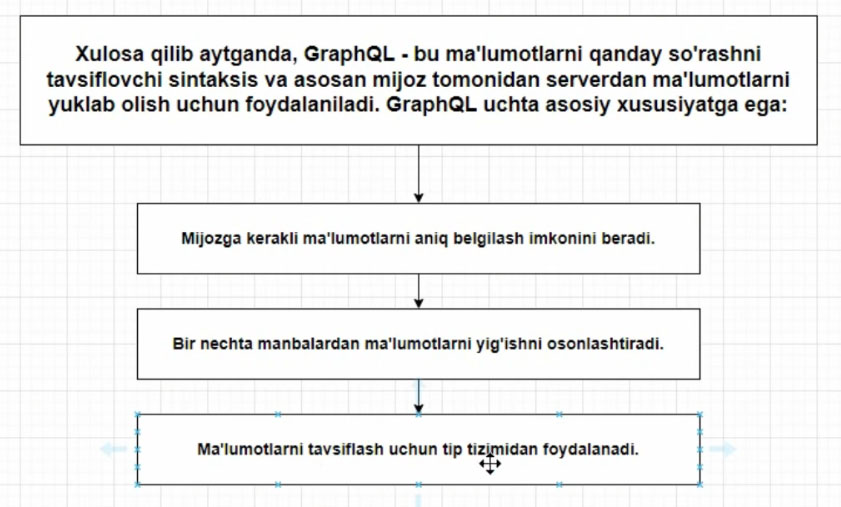 Xulosa qilib aytganda, GraphQL - bu ma'lumotlarni qanday so'rashni
tavsiflovchi sintaksis va asosan mijoz tomonidan serverdan ma'lumotlarni
yuklab olish uchun foydalaniladi. GraphQL uchta asosiy xususiyatga ega:
Mijozga kerakli ma'lumotlarni aniq belgilash imkonini beradi.
Bir nechta manbalardan ma'lumotlarni yig'ishni osonlashtiradi.
Ma'lumotlarni tavsiflash uchun tip tizimidan foydalanadi.